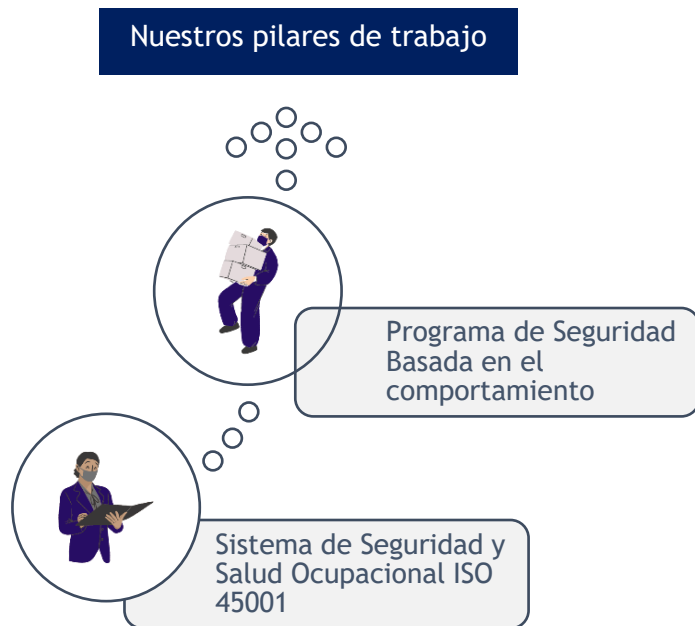 Nuestros pilares de trabajo
Programa de Seguridad
Basada en el
comportamiento
Sistema de Seguridad y
Salud Ocupacional ISO
45001